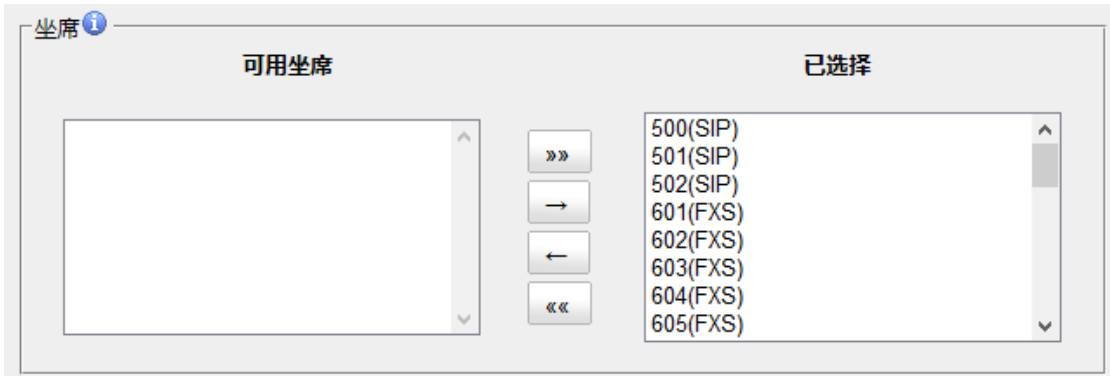 坐席
可用坐席
已选择
»»
→
←
««
500(SIP)
501(SIP)
502(SIP)
601(FXS)
602(FXS)
603(FXS)
604(FXS)
605(FXS)